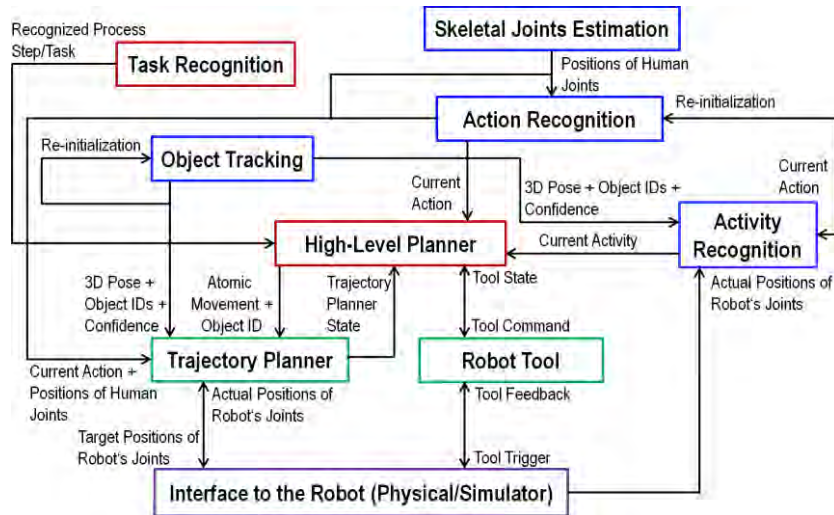 Recognized Process
Step/Task
Task Recognition
Skeletal Joints Estimation
Positions of Human
Joints
Re-initialization
Action Recognition
Re-initialization
Object Tracking
Current
Action
3D Pose + Object IDs +
Confidence
Current
Action
Activity
Recognition
High-Level Planner
Current Activity
3D Pose +
Object IDs +
Confidence
Atomic
Movement +
Object ID
Trajectory
Planner
State
Tool State
Tool Command
Actual Positions of
Robot's Joints
Trajectory Planner
Robot Tool
Current Action +
Positions of Human
Joints
Actual Positions of
Robot's Joints
Tool Feedback
Target Positions of
Robot's Joints
Tool Trigger
Interface to the Robot (Physical/Simulator)